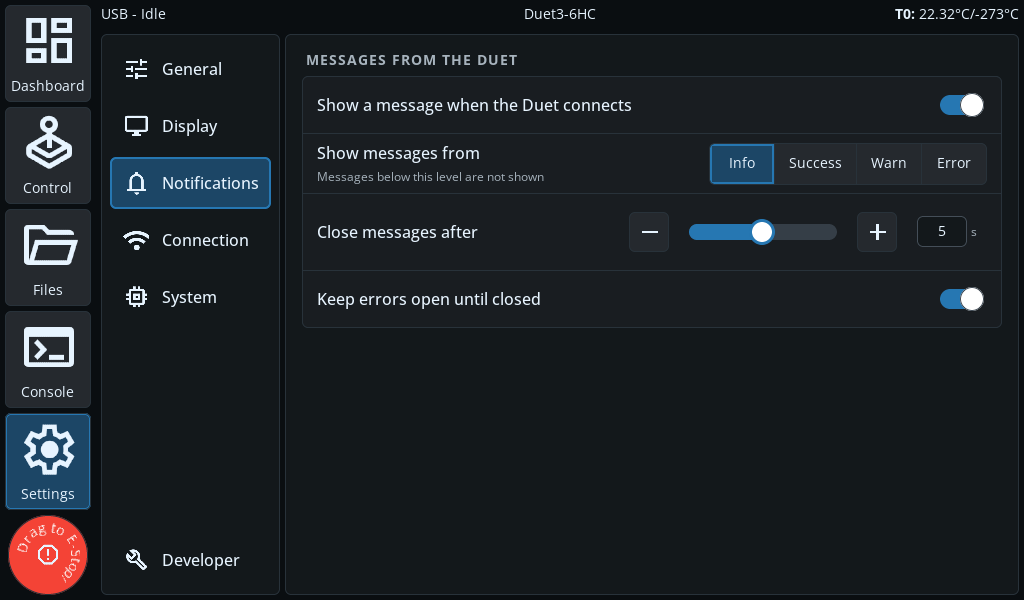 USB - Idle
Duet3-6HC
T0: 22.32°C/-273°C
Dashboard
Control
Files
Console
Settings
Drag to E-Stop!
General
Display
Notifications
Connection
System
Developer
MESSAGES FROM THE DUET
Show a message when the Duet connects
Show messages from
Messages below this level are not shown
Info Success Warn Error
Close messages after
5 s
Keep errors open until closed